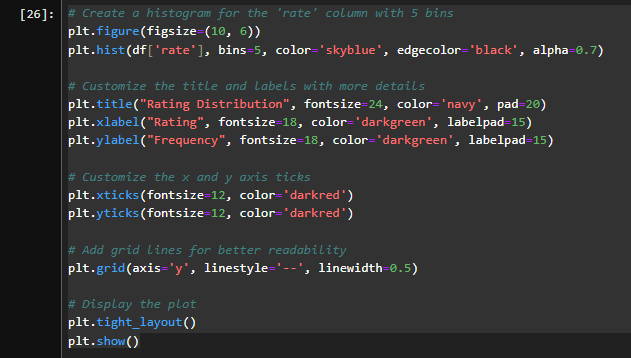 [26]: # Create a histogram for the 'rate' column with 5 bins
plt.figure(figsize=(10, 6))
plt.hist(df['rate'], bins=5, color='skyblue', edgecolor='black', alpha=0.7)
# Customize the title and labels with more details
plt.title("Rating Distribution", fontsize=24, color='navy', pad=20)
plt.xlabel("Rating", fontsize=18, color='darkgreen', labelpad=15)
plt.ylabel("Frequency", fontsize=18, color='darkgreen', labelpad=15)
# Customize the x and y axis ticks
plt.xticks(fontsize=12, color='darkred')
plt.yticks(fontsize=12, color='darkred')
# Add grid lines for better readability
plt.grid(axis='y', linestyle='--', linewidth=0.5)
# Display the plot
plt.tight_layout()
plt.show()